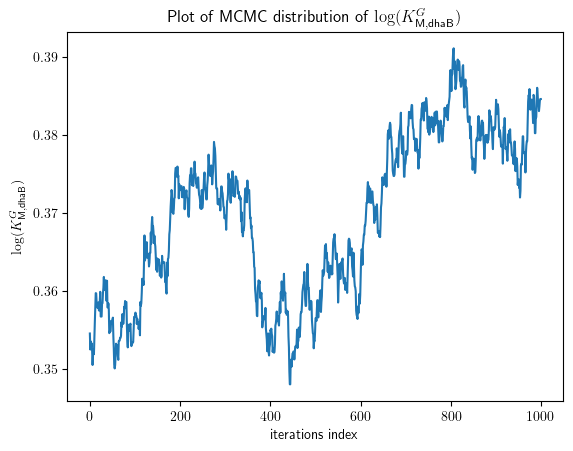 Plot of MCMC distribution of log(K^G_M,dhaB)
log(K^G_M,dhaB)
0.39
0.38
0.37
0.36
0.35
0 200 400 600 800 1000
iterations index